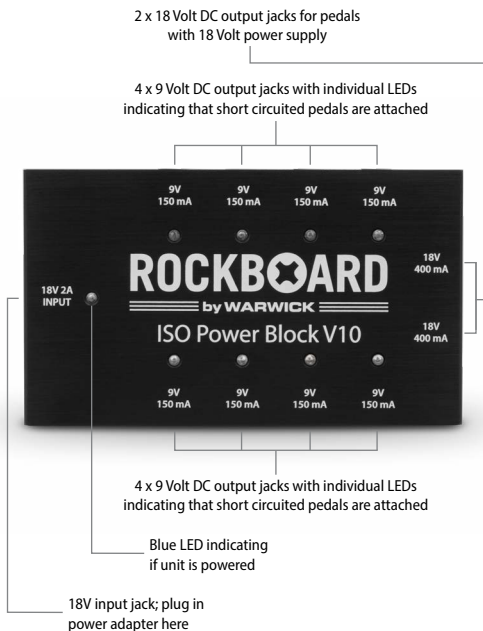 2 x 18 Volt DC output jacks for pedals
with 18 Volt power supply
4 x 9 Volt DC output jacks with individual LEDs
indicating that short circuited pedals are attached
9V 9V 9V 9V
150 mA 150 mA 150 mA 150 mA
18V
400 mA
18V 2A
INPUT
ROCKBOARD
by WARWICK
ISO Power Block V10
18V
400 mA
9V 9V 9V 9V
150 mA 150 mA 150 mA 150 mA
4 x 9 Volt DC output jacks with individual LEDs
indicating that short circuited pedals are attached
Blue LED indicating
if unit is powered
18V input jack; plug in
power adapter here